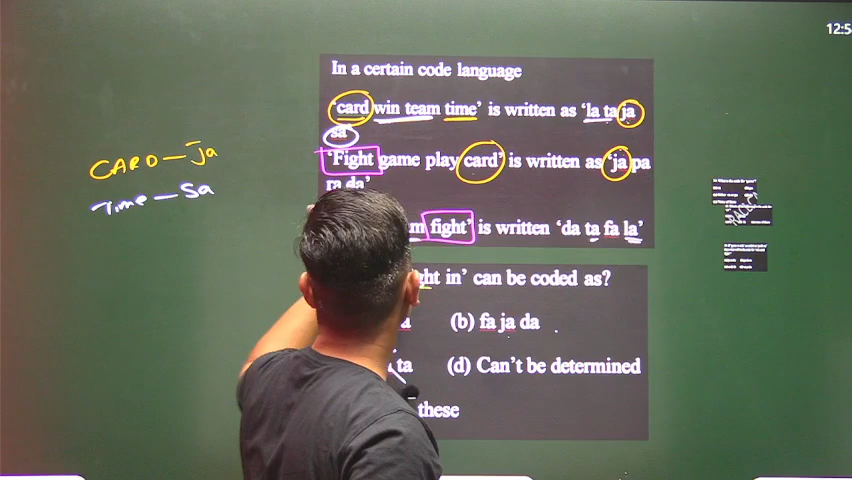 12:5
In a certain code language
'card win team time' is written as 'la ta ja
sa'
CARD - ja
'Fight game play card' is written as 'ja pa
ra da'
Time - Sa
fight' is written 'da ta fa la'
in' can be coded as?
(b) fa ja da
ta (d) Can't be determined
these